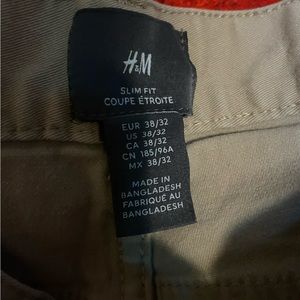 H&M
SLIM FIT
COUPE ÉTROITE
EUR 38/32
US 38/32
CA 38/32
CN 185/96A
MX 38/32
MADE IN
BANGLADESH
FABRIQUÉ AU
BANGLADESH